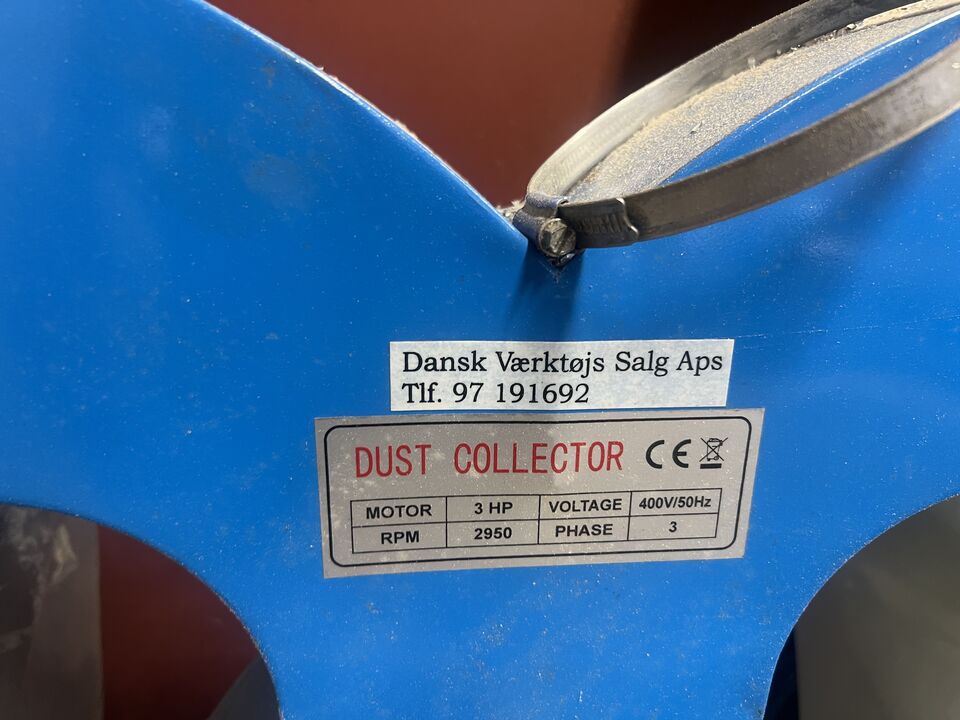 Dansk Værktøjs Salg Aps
Tlf. 97 191692
DUST COLLECTOR CE
MOTOR 3 HP VOLTAGE 400V/50Hz
RPM 2950 PHASE 3